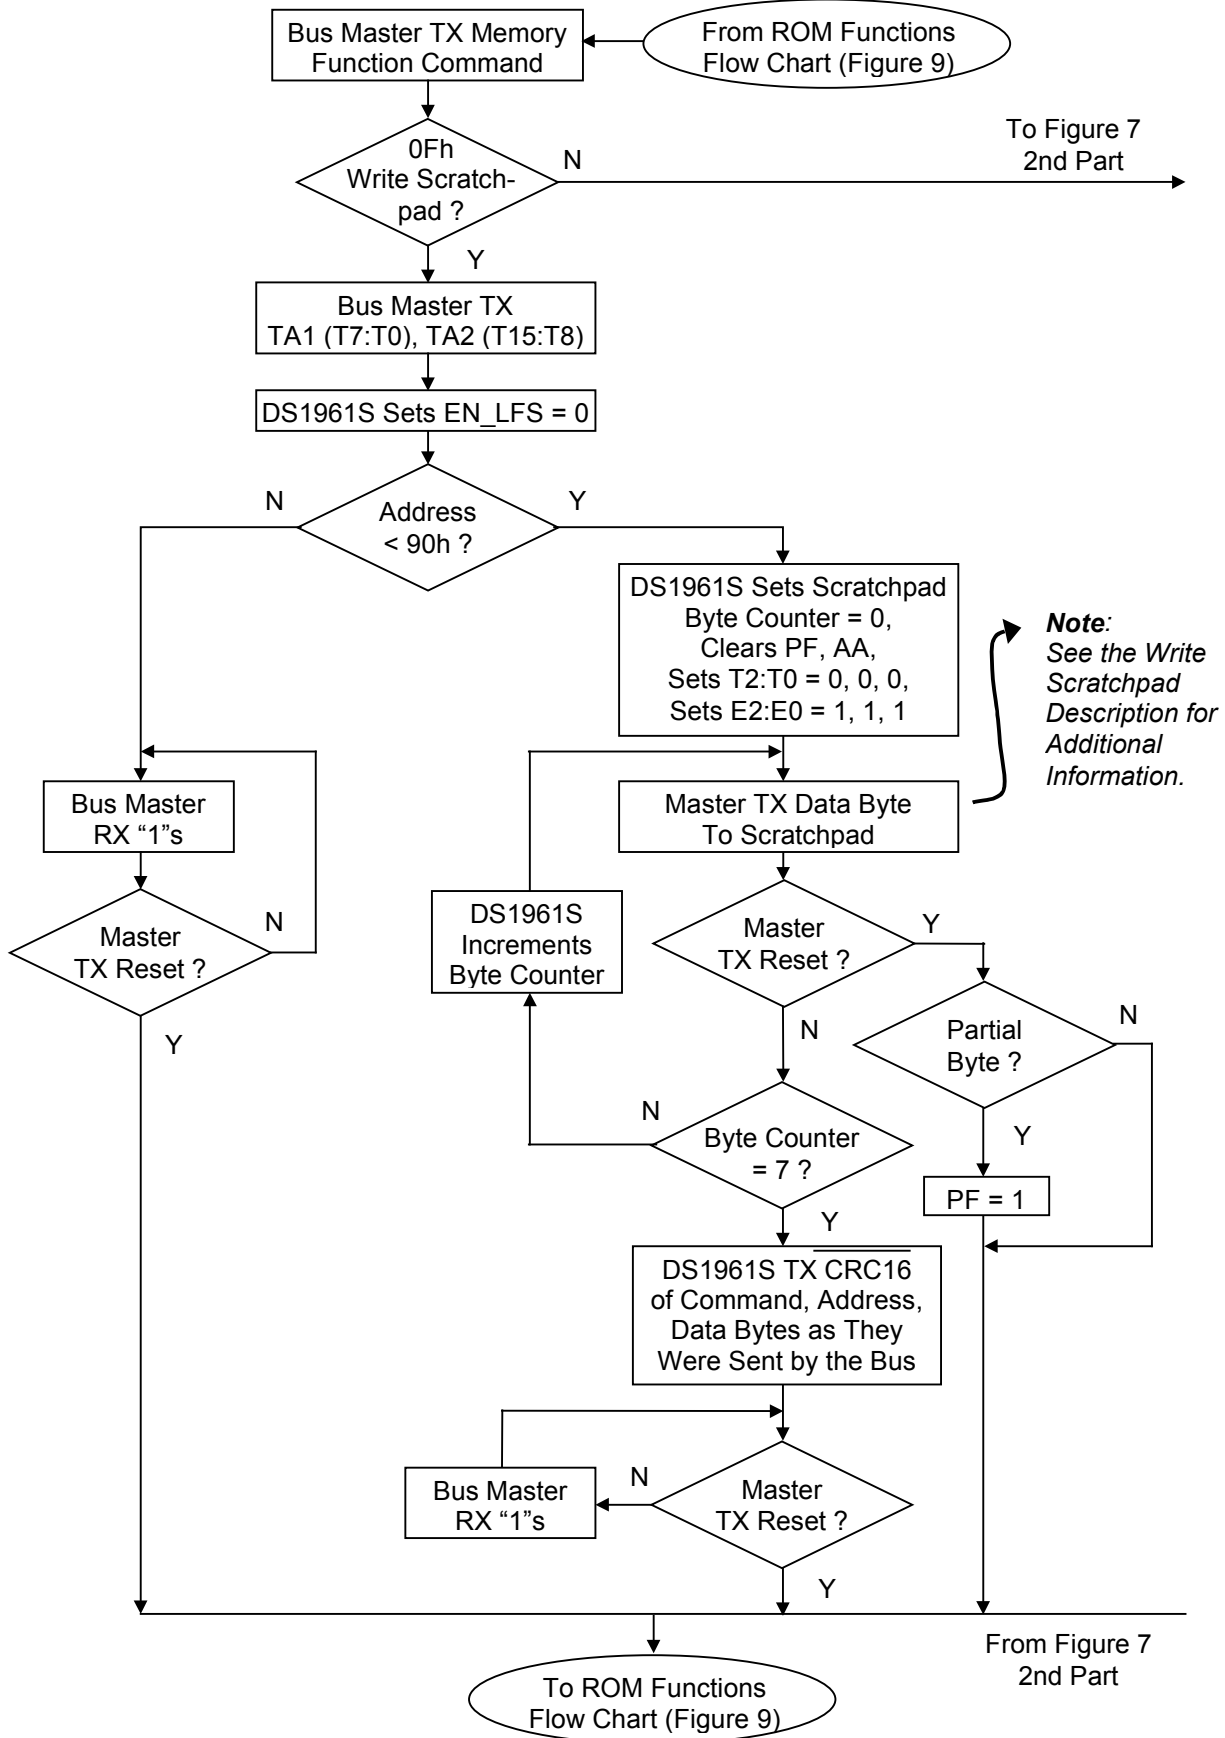 Bus Master TX Memory
Function Command
From ROM Functions
Flow Chart (Figure 9)
To Figure 7
2nd Part
0Fh
Write Scratch-
pad ?
N
Y
Bus Master TX
TA1 (T7:T0), TA2 (T15:T8)
DS1961S Sets EN_LFS = 0
N
Y
Address
< 90h ?
DS1961S Sets Scratchpad
Byte Counter = 0,
Clears PF, AA,
Sets T2:T0 = 0, 0, 0,
Sets E2:E0 = 1, 1, 1
Note:
See the Write
Scratchpad
Description for
Additional
Information.
Bus Master
RX “1”s
Master TX Data Byte
To Scratchpad
Master
TX Reset ?
N
Y
DS1961S
Increments
Byte Counter
Master
TX Reset ?
Y
N
Partial
Byte ?
N
Y
PF = 1
Byte Counter
= 7 ?
N
Y
DS1961S TX CRC16
of Command, Address,
Data Bytes as They
Were Sent by the Bus
Bus Master
RX “1”s
N
Master
TX Reset ?
Y
From Figure 7
2nd Part
To ROM Functions
Flow Chart (Figure 9)